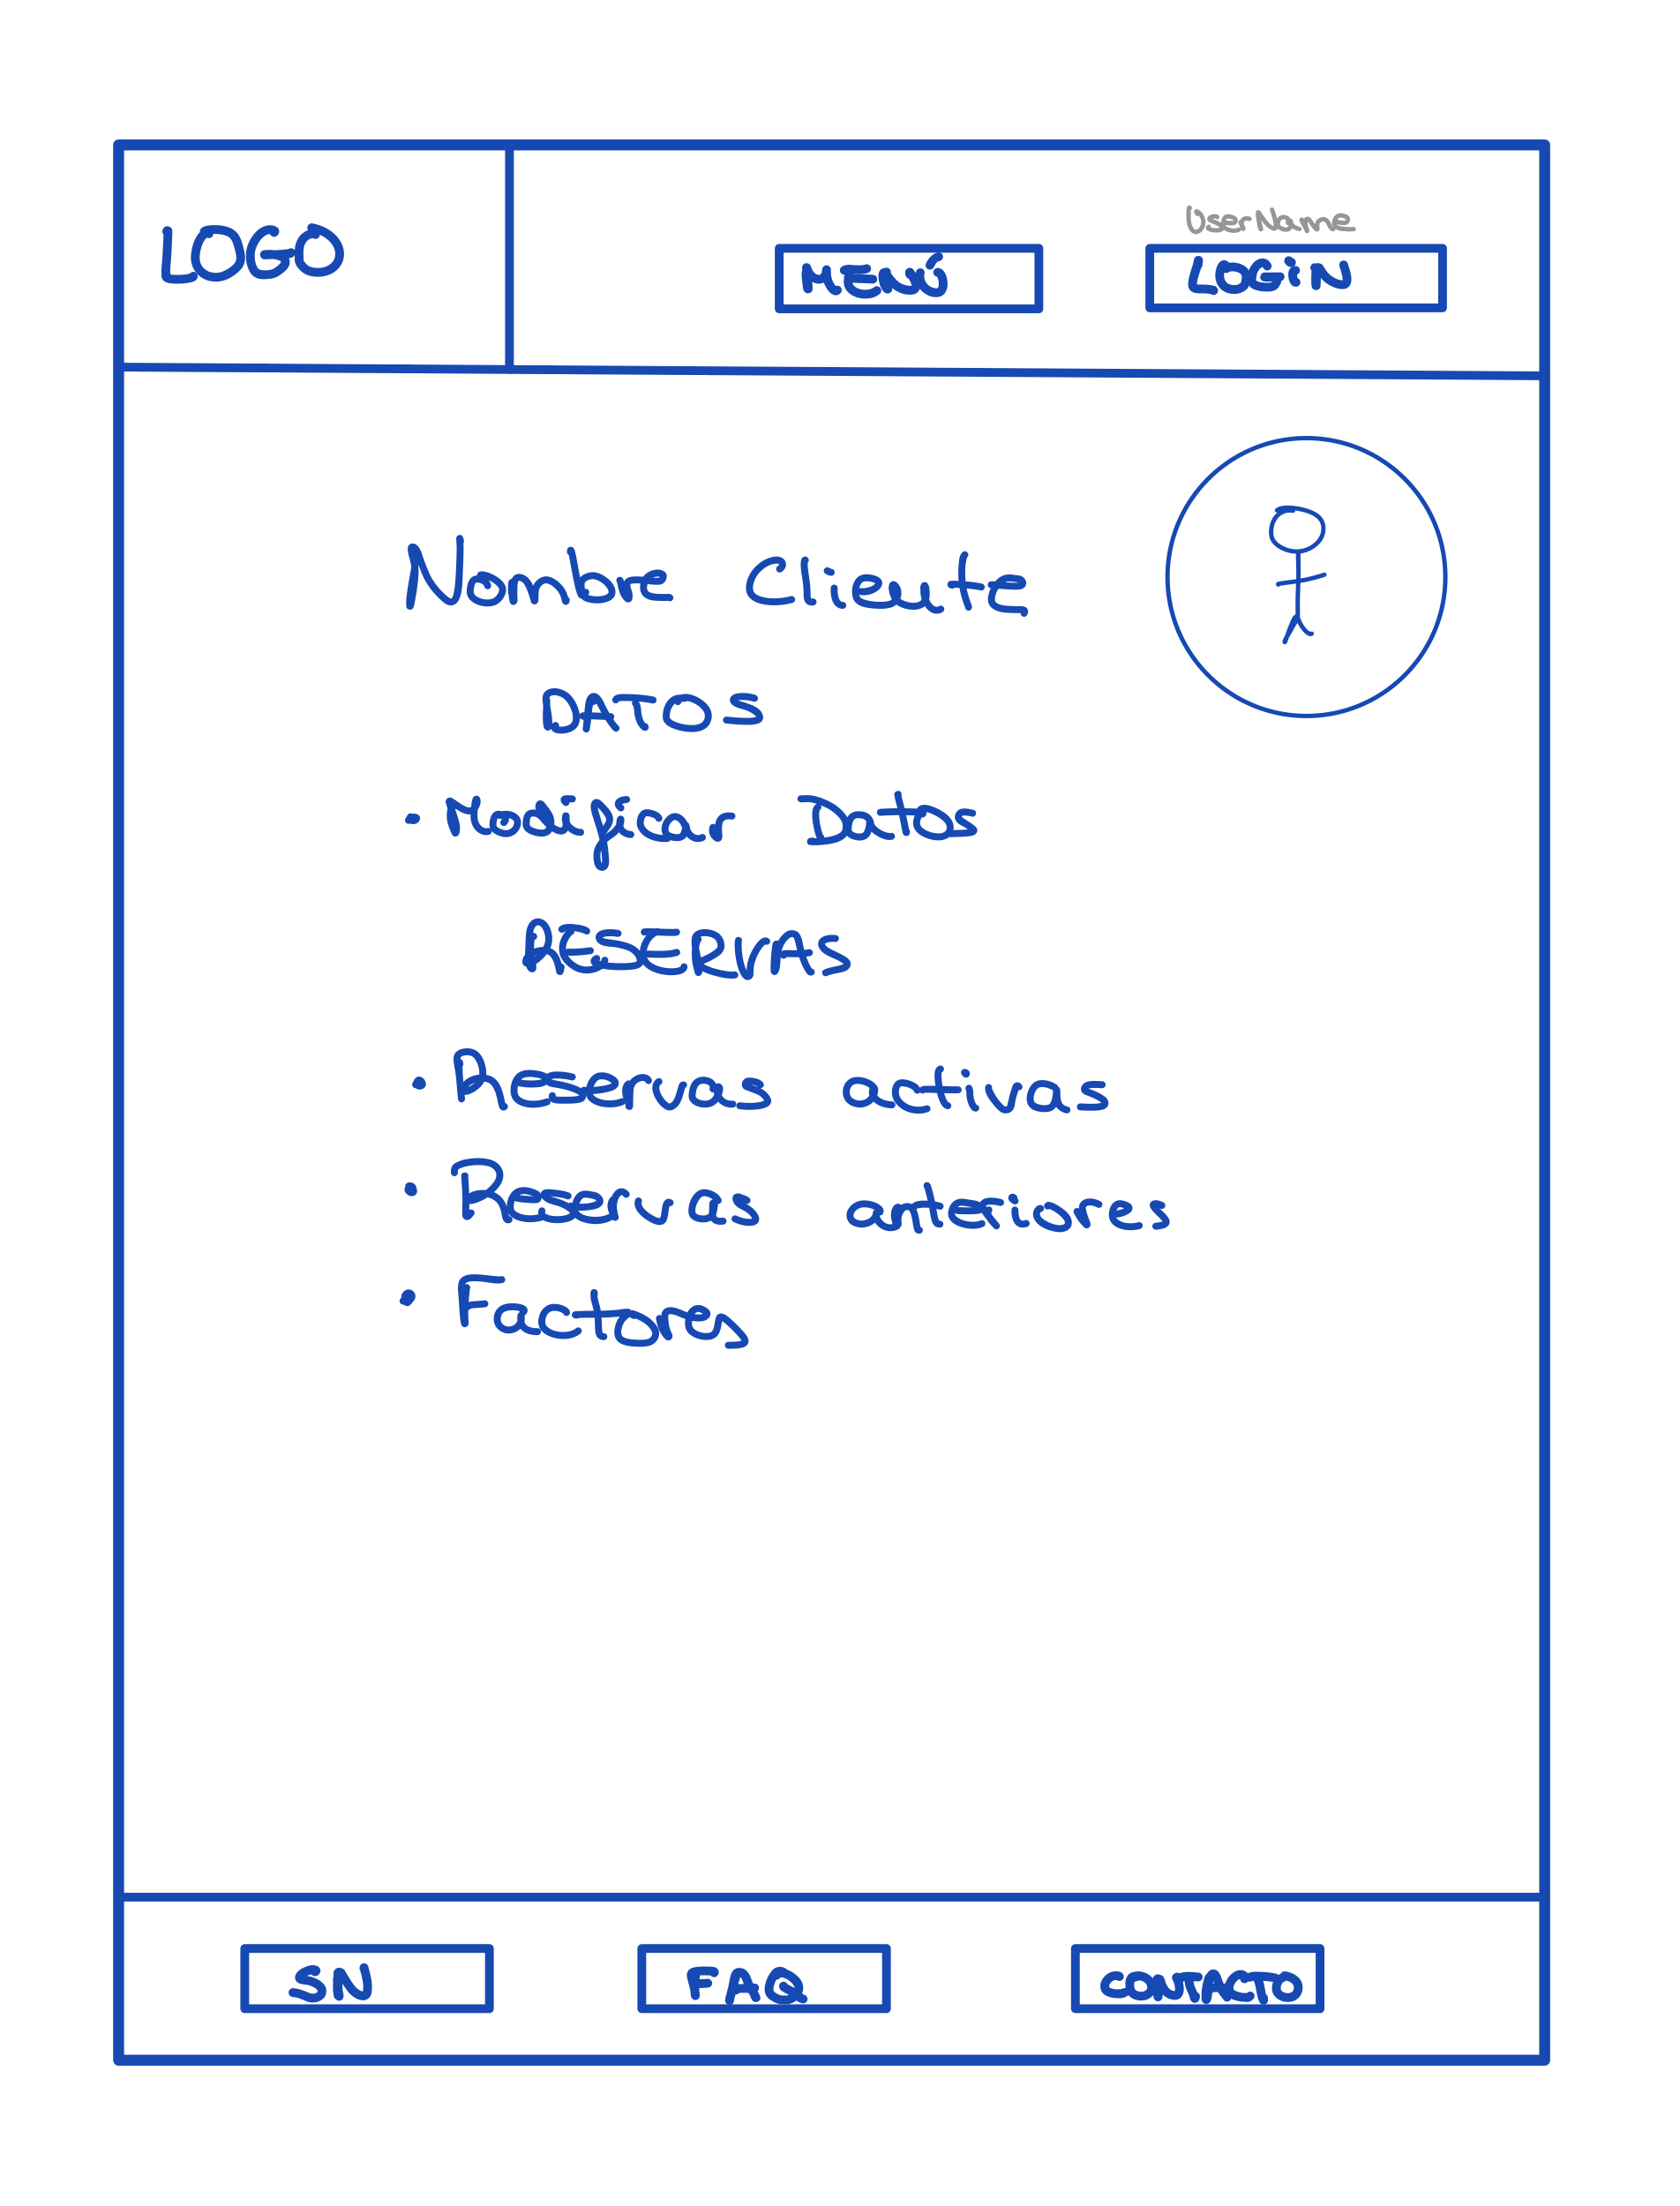 LOGO
UserName
MENÚ
LOGiN
Nombre Cliente
DATOS
· Modificar Datos
RESERVAS
· Reservas activas
· Reservas anteriores
· Factores
SN
FAQ
CONTACTO